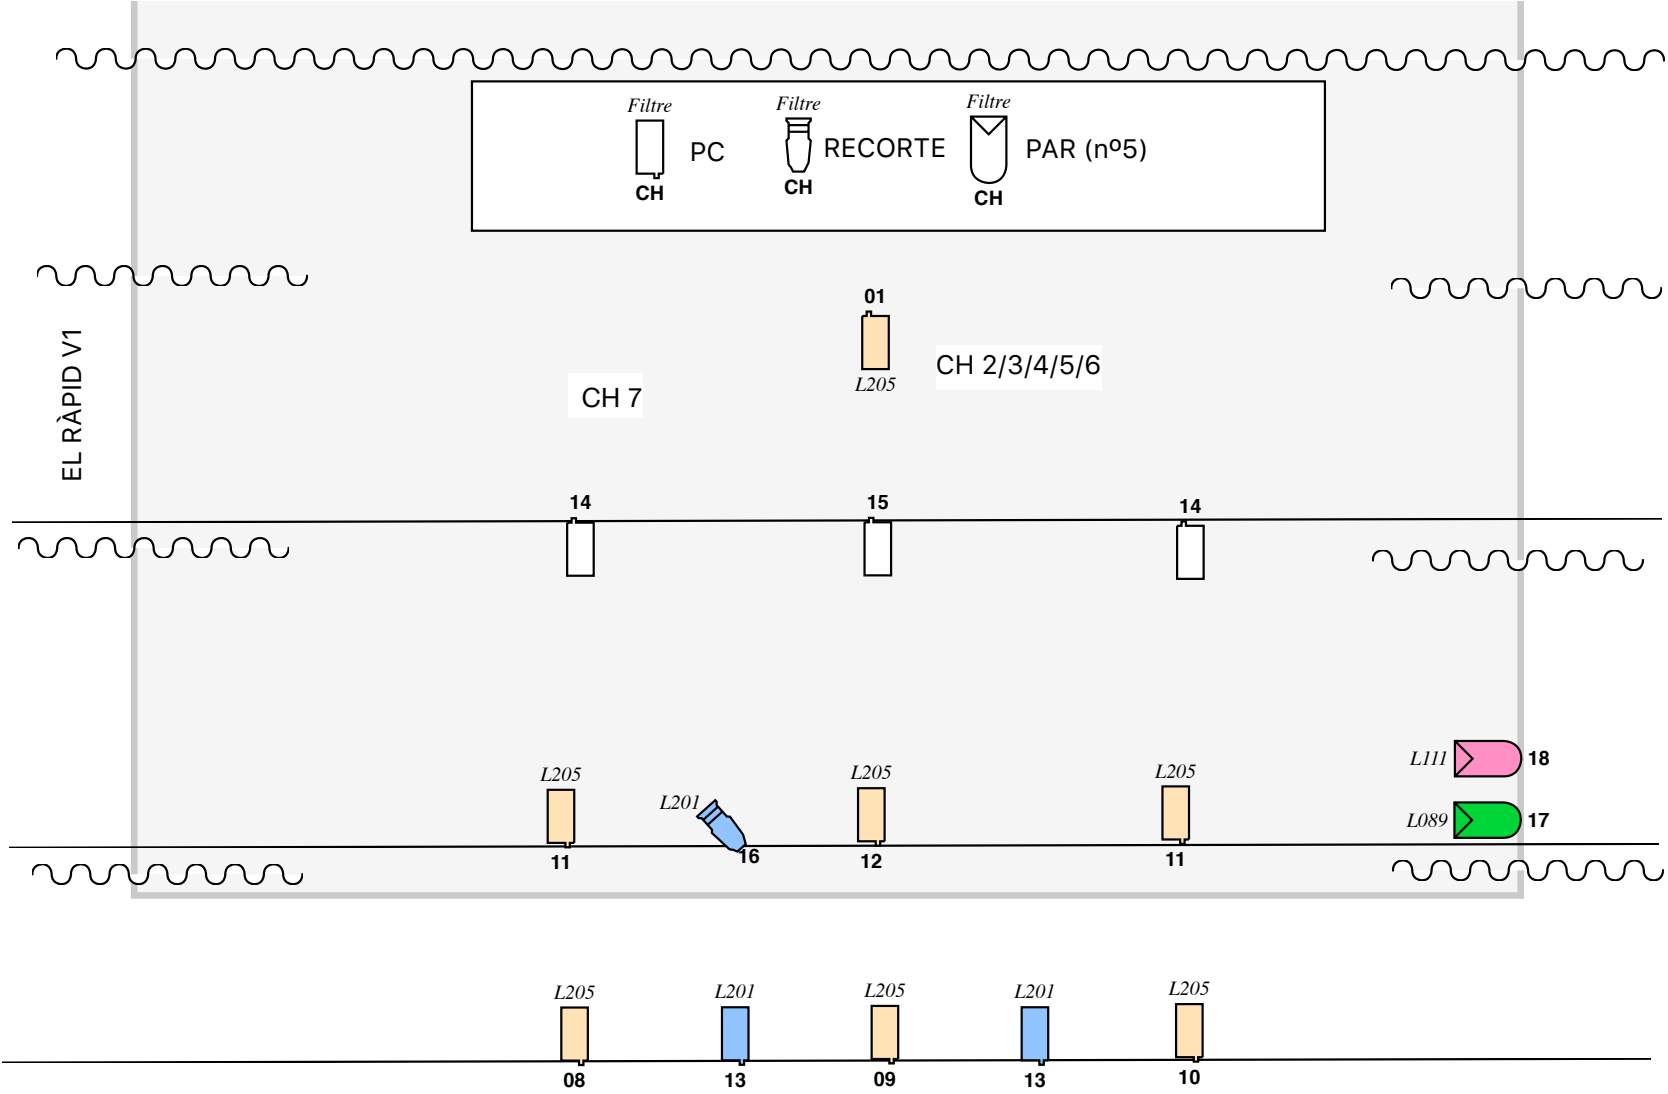 Filtre
Filtre
Filtre
PC
RECORTE
PAR (nº5)
CH
CH
CH
01
L205
CH 2/3/4/5/6
CH 7
EL RÀPID V1
14
15
14
L205
L201
L205
L205
L111
18
L089
17
11
16
12
11
L205
L201
L205
L201
L205
08
13
09
13
10